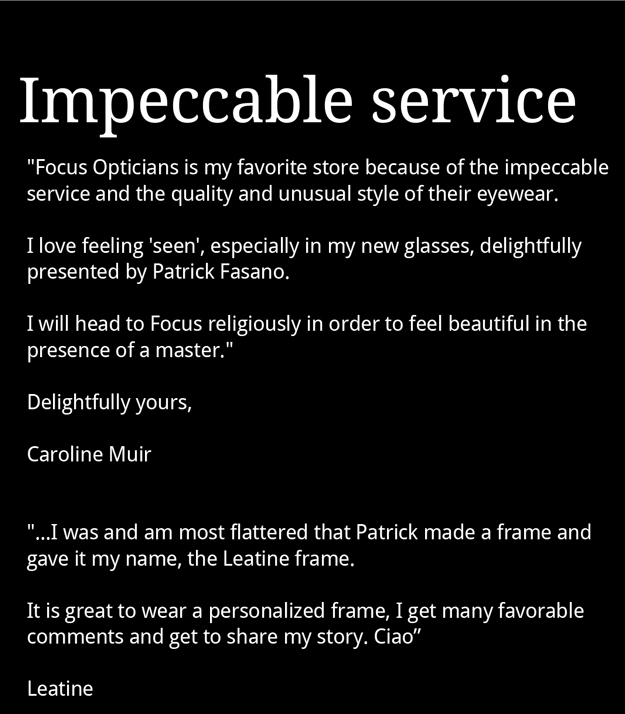 Impeccable service
"Focus Opticians is my favorite store because of the impeccable
service and the quality and unusual style of their eyewear.
I love feeling 'seen', especially in my new glasses, delightfully
presented by Patrick Fasano.
I will head to Focus religiously in order to feel beautiful in the
presence of a master."
Delightfully yours,
Caroline Muir
"...I was and am most flattered that Patrick made a frame and
gave it my name, the Leatine frame.
It is great to wear a personalized frame, I get many favorable
comments and get to share my story. Ciao”
Leatine